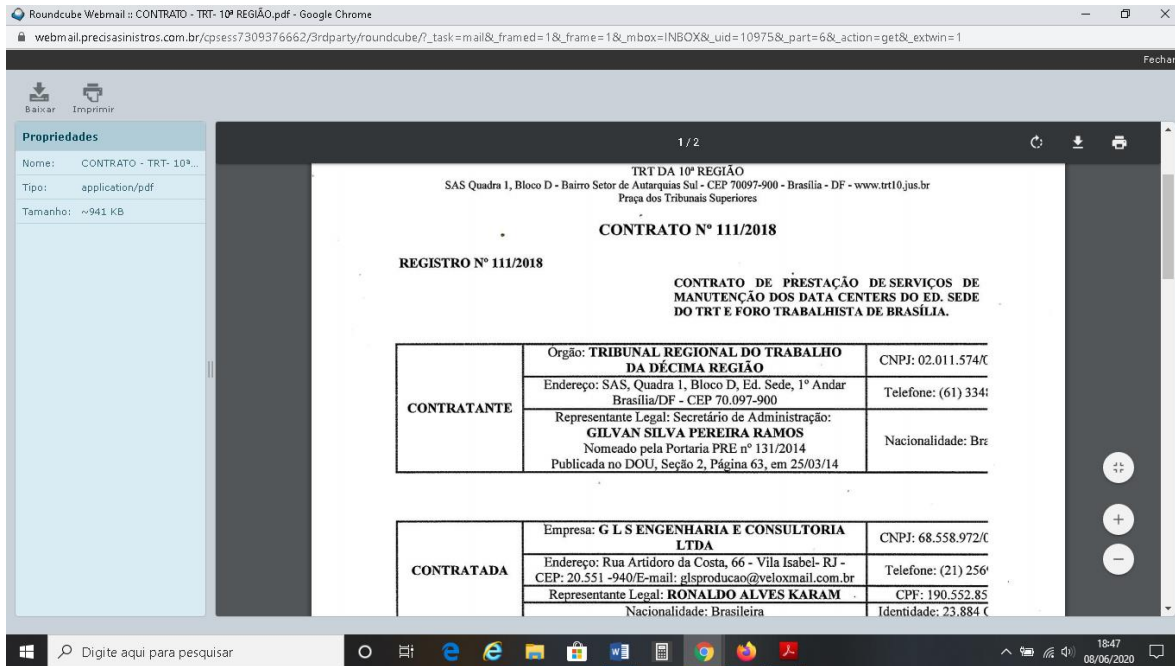 Roundcube Webmail :: CONTRATO - TRT- 10ª REGIÃO.pdf - Google Chrome
webmail.precisasinistros.com.br/cpsess7309376662/3rdparty/roundcube/?_task=mail&_framed=1&_frame=1&_mbox=INBOX&_uid=10975&_part=6&_action=get&_extwin=1
Fechar
Baixar Imprimir
Propriedades
Nome: CONTRATO - TRT- 10ª...
Tipo: application/pdf
Tamanho: ~941 KB
1 / 2
TRT DA 10ª REGIÃO
SAS Quadra 1, Bloco D - Bairro Setor de Autarquias Sul - CEP 70097-900 - Brasília - DF - www.trt10.jus.br
Praça dos Tribunais Superiores
CONTRATO Nº 111/2018
REGISTRO Nº 111/2018
CONTRATO DE PRESTAÇÃO DE SERVIÇOS DE
MANUTENÇÃO DOS DATA CENTERS DO ED. SEDE
DO TRT E FORO TRABALHISTA DE BRASÍLIA.
CONTRATANTE
Órgão: TRIBUNAL REGIONAL DO TRABALHO
DA DÉCIMA REGIÃO
CNPJ: 02.011.574/0
Endereço: SAS, Quadra 1, Bloco D, Ed. Sede, 1º Andar
Brasília/DF - CEP 70.097-900
Telefone: (61) 334
Representante Legal: Secretário de Administração:
GILVAN SILVA PEREIRA RAMOS
Nomeado pela Portaria PRE nº 131/2014
Publicada no DOU, Seção 2, Página 63, em 25/03/14
Nacionalidade: Bra
CONTRATADA
Empresa: G L S ENGENHARIA E CONSULTORIA
LTDA
CNPJ: 68.558.972/0
Endereço: Rua Artidoro da Costa, 66 - Vila Isabel- RJ -
CEP: 20.551 -940/E-mail: glsproducao@veloxmail.com.br
Telefone: (21) 256
Representante Legal: RONALDO ALVES KARAM
CPF: 190.552.85
Nacionalidade: Brasileira
Identidade: 23.884
Digite aqui para pesquisar
18:47
08/06/2020